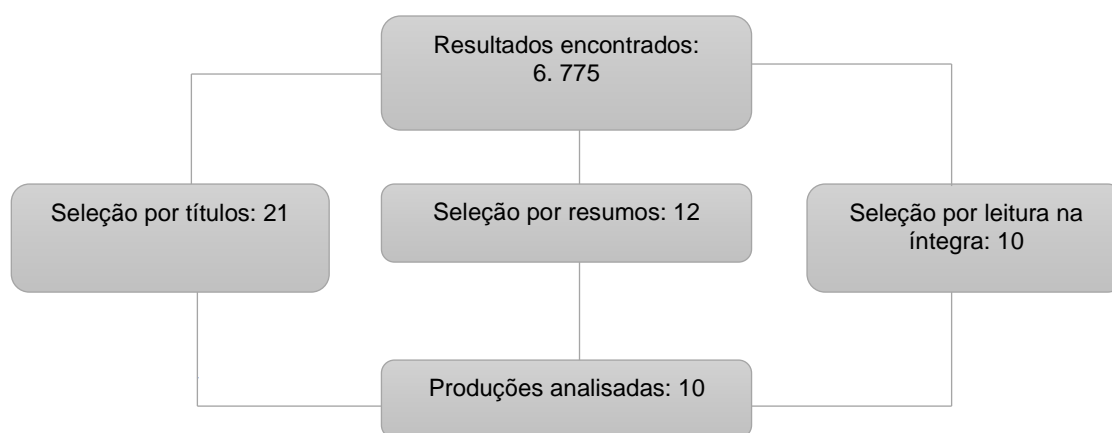 Resultados encontrados:
6. 775
Seleção por títulos: 21
Seleção por resumos: 12
Seleção por leitura na
íntegra: 10
Produções analisadas: 10